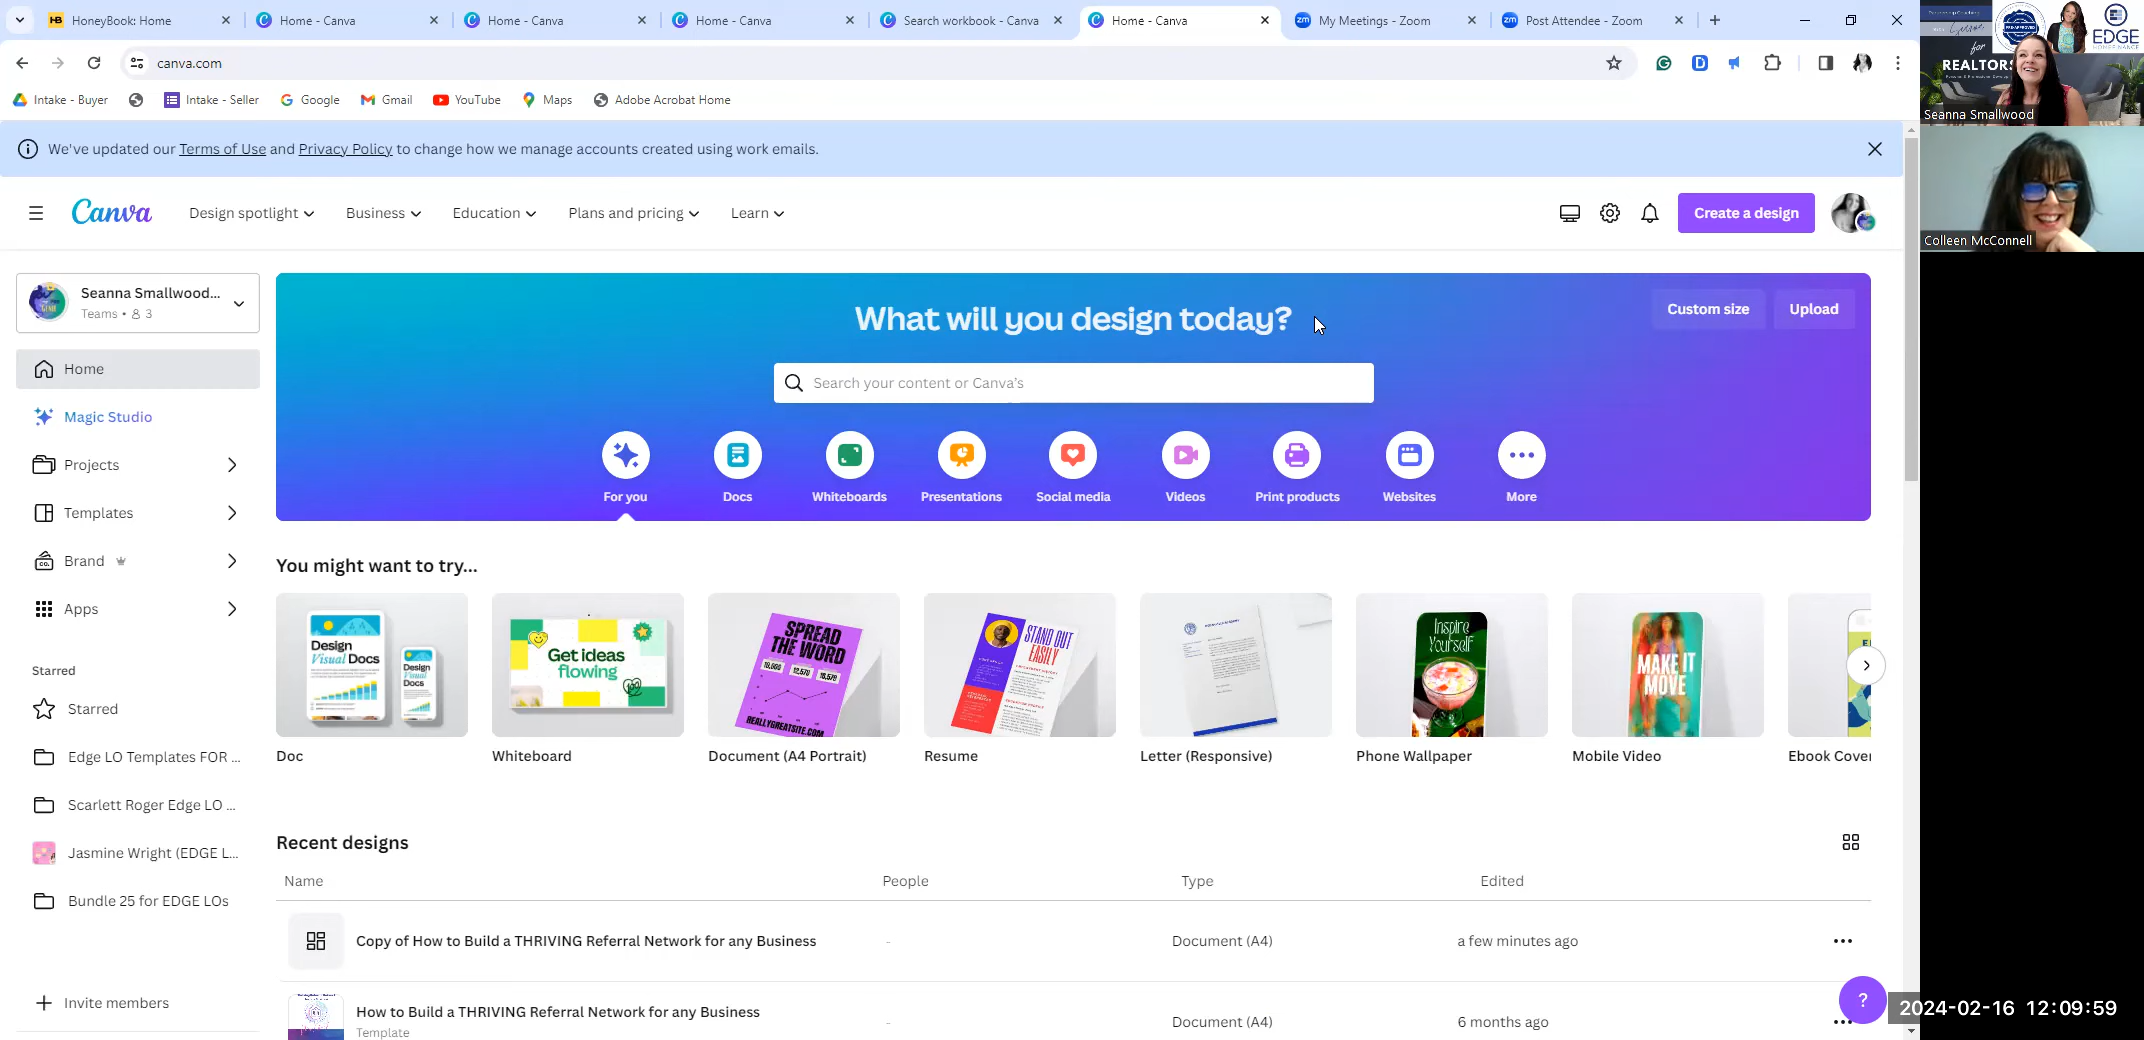 HoneyBook: Home
Home - Canva
Home - Canva
Home - Canva
Search workbook - Canva
Home - Canva
My Meetings - Zoom
Post Attendee - Zoom
canva.com
Intake - Buyer
Intake - Seller
Google
Gmail
YouTube
Maps
Adobe Acrobat Home
We've updated our Terms of Use and Privacy Policy to change how we manage accounts created using work emails.
Canva
Design spotlight
Business
Education
Plans and pricing
Learn
Create a design
Seanna Smallwood...
Teams • 3
Home
Magic Studio
Projects
Templates
Brand
Apps
Starred
Starred
Edge LO Templates FOR ...
Scarlett Roger Edge LO ...
Jasmine Wright (EDGE L...
Bundle 25 for EDGE LOs
Invite members
What will you design today?
Custom size
Upload
Search your content or Canva's
For you
Docs
Whiteboards
Presentations
Social media
Videos
Print products
Websites
More
You might want to try...
Design
Visual Docs
Design
Visual
Docs
Get ideas
flowing
SPREAD
THE WORD
REALLYGREATSITE.COM
STAND OUT
EASILY
Inspire
Yourself
MAKE IT
MOVE
Doc
Whiteboard
Document (A4 Portrait)
Resume
Letter (Responsive)
Phone Wallpaper
Mobile Video
Ebook Cover
Recent designs
Name
People
Type
Edited
Copy of How to Build a THRIVING Referral Network for any Business
-
Document (A4)
a few minutes ago
How to Build a THRIVING Referral Network for any Business
Template
-
Document (A4)
6 months ago
?
EDGE
for
REALTORS
Seanna Smallwood
Colleen McConnell
2024-02-16 12:09:59